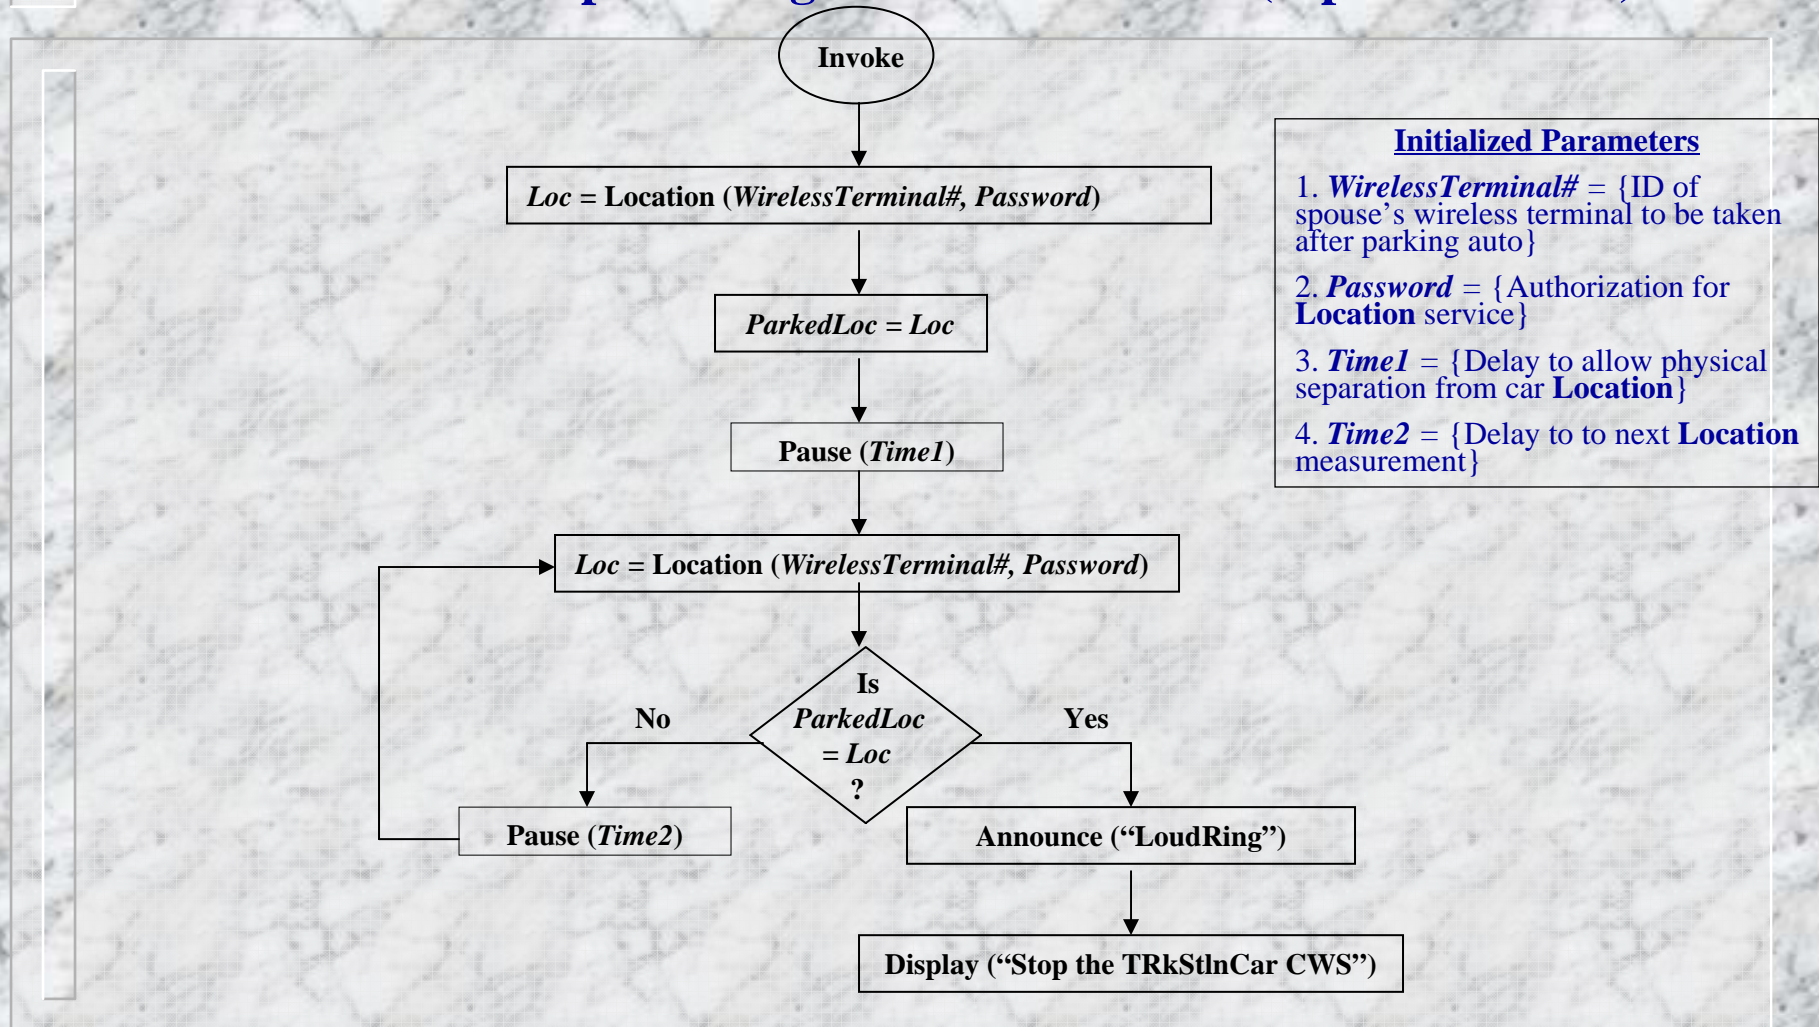 Invoke
Loc = Location (WirelessTerminal#, Password)
ParkedLoc = Loc
Pause (Time1)
Loc = Location (WirelessTerminal#, Password)
Is
ParkedLoc
= Loc
?
No
Yes
Pause (Time2)
Announce (“LoudRing”)
Display (“Stop the TRkStlnCar CWS”)
Initialized Parameters
1. WirelessTerminal# = {ID of
spouse’s wireless terminal to be taken
after parking auto}
2. Password = {Authorization for
Location service}
3. Time1 = {Delay to allow physical
separation from car Location}
4. Time2 = {Delay to to next Location
measurement}